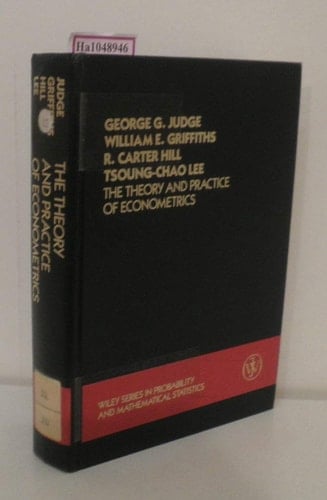 Ha1048946
GEORGE G. JUDGE
WILLIAM E. GRIFFITHS
R. CARTER HILL
TSOUNG-CHAO LEE
THE THEORY AND PRACTICE
OF ECONOMETRICS
WILEY SERIES IN PROBABILITY
AND MATHEMATICAL STATISTICS
JUDGE
GRIFFITHS
HILL
LEE
THE THEORY
AND PRACTICE
OF ECONOMETRICS